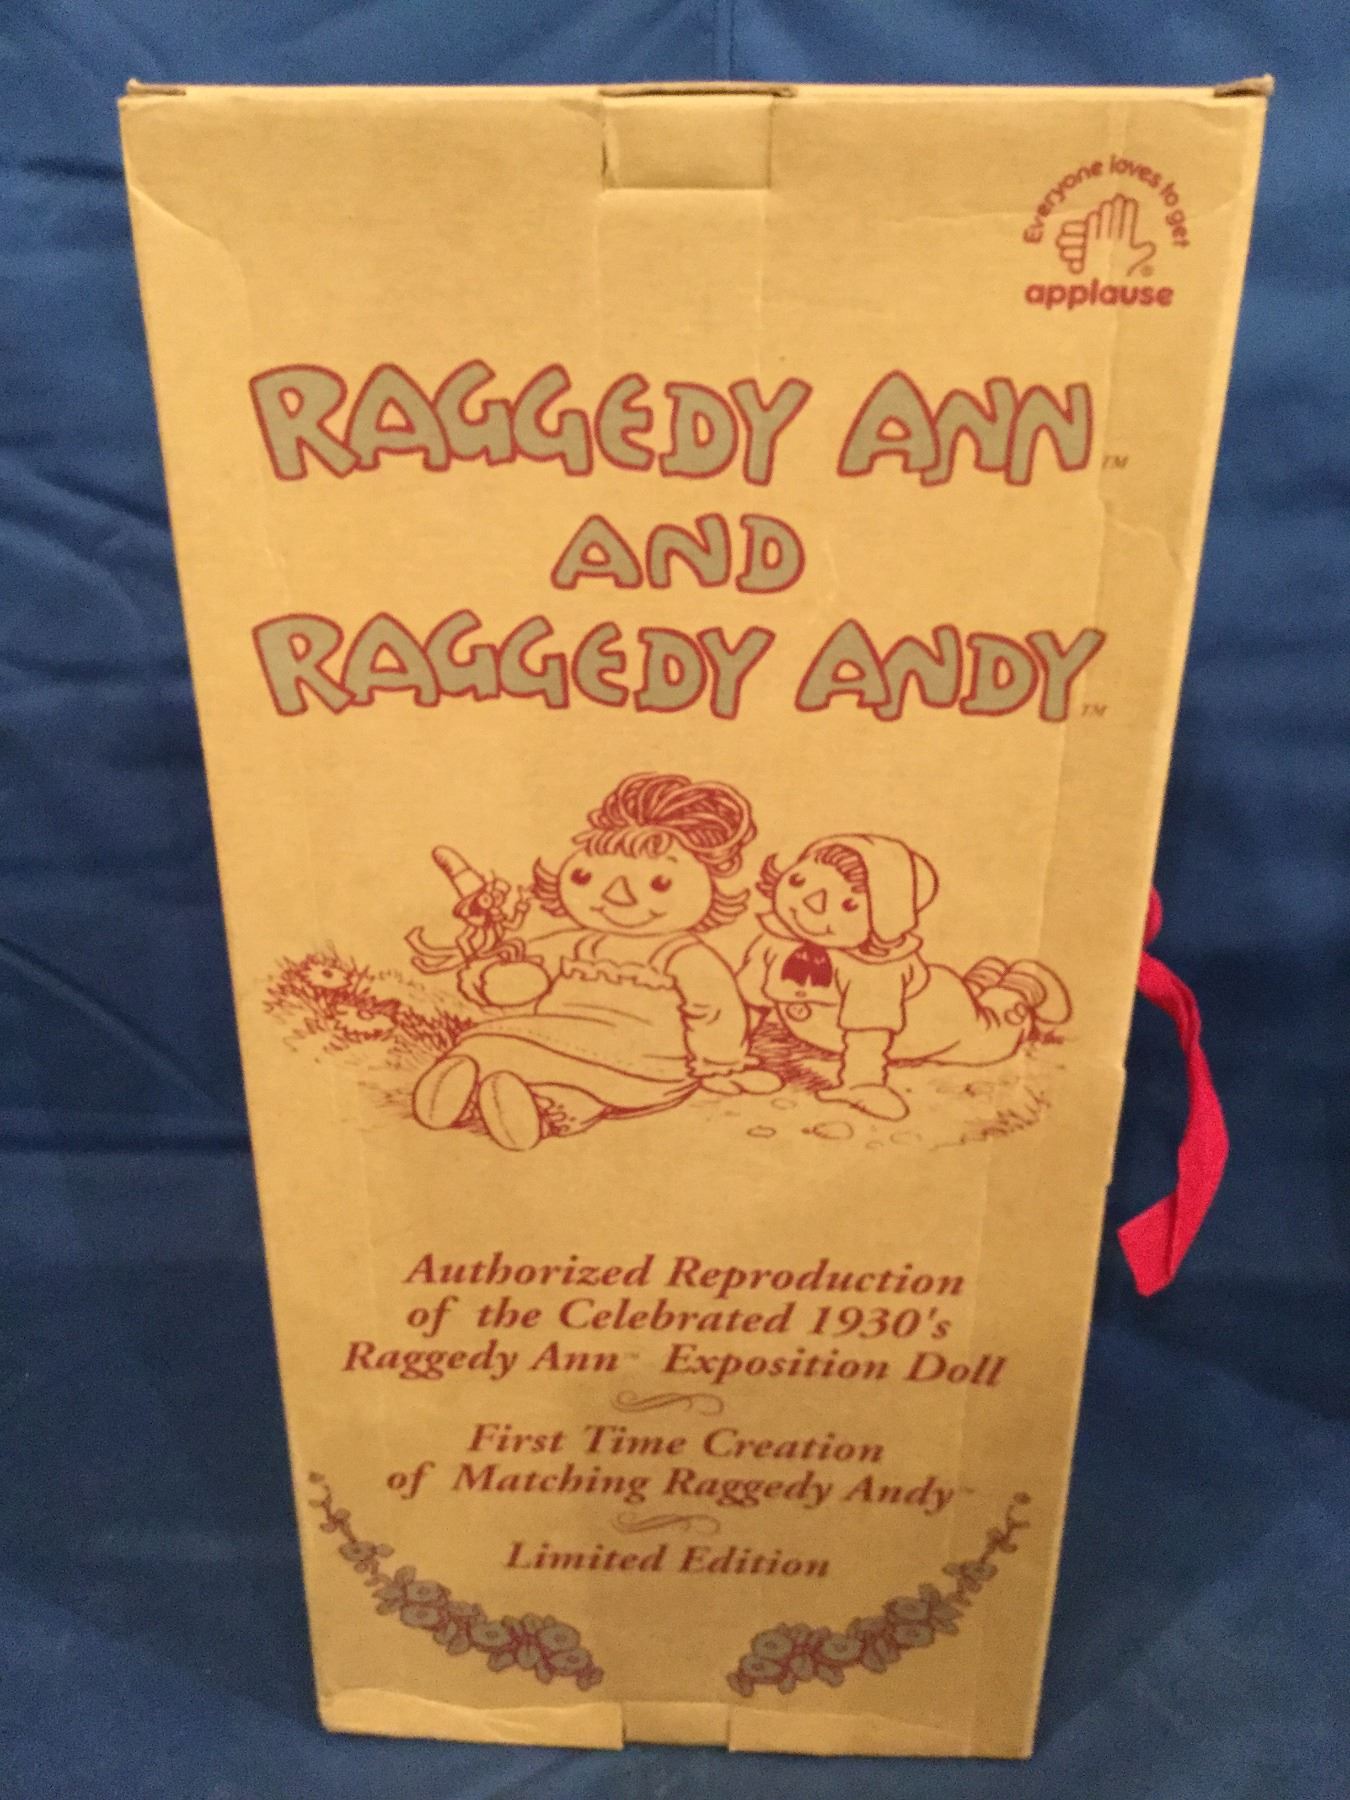 Everyone loves to get
applause
RAGGEDY ANN™
AND
RAGGEDY ANDY™
Authorized Reproduction
of the Celebrated 1930's
Raggedy Ann™ Exposition Doll
First Time Creation
of Matching Raggedy Andy™
Limited Edition